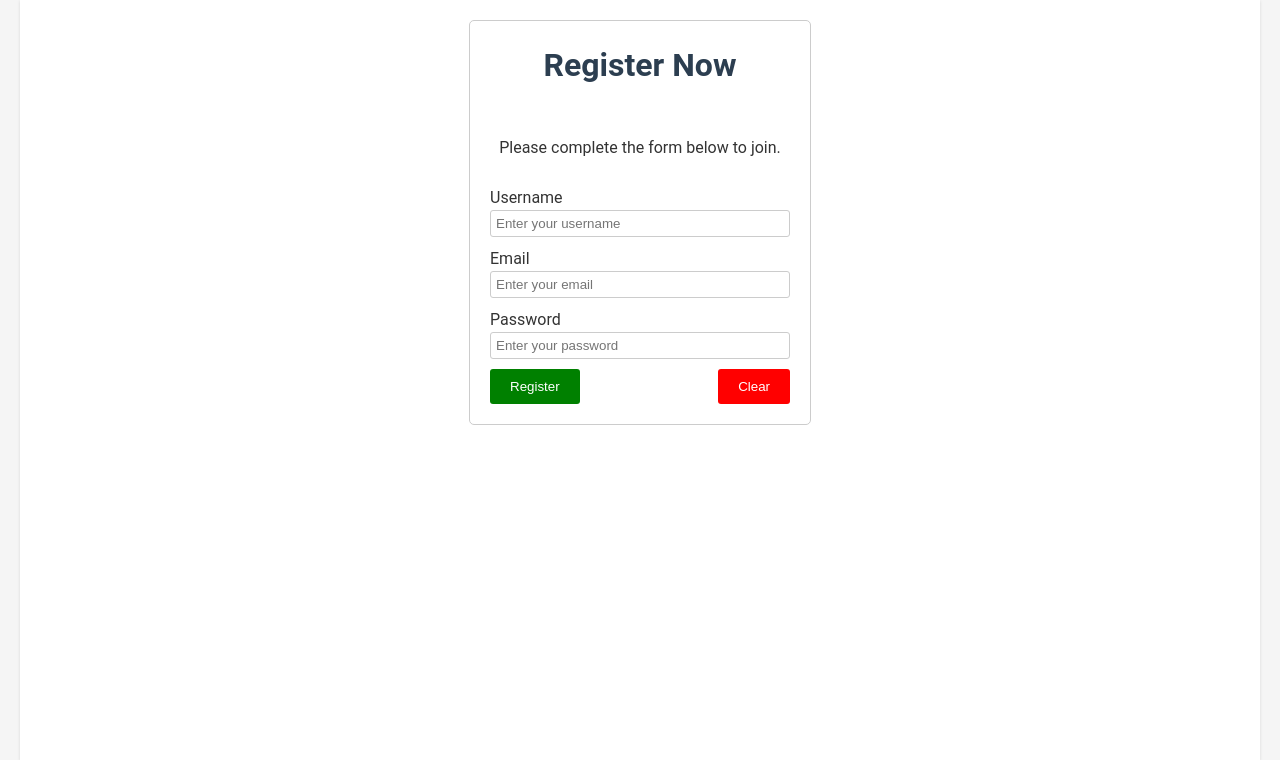 Register Now
Please complete the form below to join.
Username
Enter your username
Email
Enter your email
Password
Enter your password
Register Clear